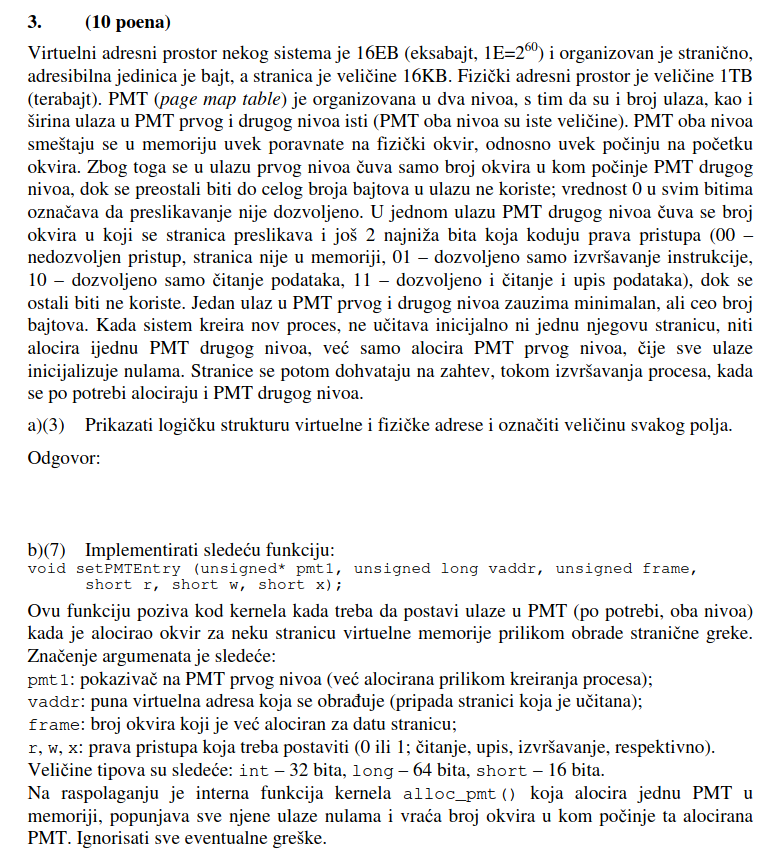 3. (10 poena)
Virtuelni adresni prostor nekog sistema je 16EB (eksabajt, 1E=2^60) i organizovan je stranično,
adresibilna jedinica je bajt, a stranica je veličine 16KB. Fizički adresni prostor je veličine 1TB
(terabajt). PMT (page map table) je organizovana u dva nivoa, s tim da su i broj ulaza, kao i
širina ulaza u PMT prvog i drugog nivoa isti (PMT oba nivoa su iste veličine). PMT oba nivoa
smeštaju se u memoriju uvek poravnate na fizički okvir, odnosno uvek počinju na početku
okvira. Zbog toga se u ulazu prvog nivoa čuva samo broj okvira u kom počinje PMT drugog
nivoa, dok se preostali biti do celog broja bajtova u ulazu ne koriste; vrednost 0 u svim bitima
označava da preslikavanje nije dozvoljeno. U jednom ulazu PMT drugog nivoa čuva se broj
okvira u koji se stranica preslikava i još 2 najniža bita koja koduju prava pristupa (00 –
nedozvoljen pristup, stranica nije u memoriji, 01 – dozvoljeno samo izvršavanje instrukcije,
10 – dozvoljeno samo čitanje podataka, 11 – dozvoljeno i čitanje i upis podataka), dok se
ostali biti ne koriste. Jedan ulaz u PMT prvog i drugog nivoa zauzima minimalan, ali ceo broj
bajtova. Kada sistem kreira nov proces, ne učitava inicijalno ni jednu njegovu stranicu, niti
alocira ijednu PMT drugog nivoa, već samo alocira PMT prvog nivoa, čije sve ulaze
inicijalizuje nulama. Stranice se potom dohvataju na zahtev, tokom izvršavanja procesa, kada
se po potrebi alociraju i PMT drugog nivoa.
a)(3) Prikazati logičku strukturu virtuelne i fizičke adrese i označiti veličinu svakog polja.
Odgovor:
b)(7) Implementirati sledeću funkciju:
void setPMTEntry (unsigned* pmt1, unsigned long vaddr, unsigned frame,
short r, short w, short x);
Ovu funkciju poziva kod kernela kada treba da postavi ulaze u PMT (po potrebi, oba nivoa)
kada je alocirao okvir za neku stranicu virtuelne memorije prilikom obrade stranične greke.
Značenje argumenata je sledeće:
pmt1: pokazivač na PMT prvog nivoa (već alocirana prilikom kreiranja procesa);
vaddr: puna virtuelna adresa koja se obrađuje (pripada stranici koja je učitana);
frame: broj okvira koji je već alociran za datu stranicu;
r, w, x: prava pristupa koja treba postaviti (0 ili 1; čitanje, upis, izvršavanje, respektivno).
Veličine tipova su sledeće: int – 32 bita, long – 64 bita, short – 16 bita.
Na raspolaganju je interna funkcija kernela alloc_pmt() koja alocira jednu PMT u
memoriji, popunjava sve njene ulaze nulama i vraća broj okvira u kom počinje ta alocirana
PMT. Ignorisati sve eventualne greške.